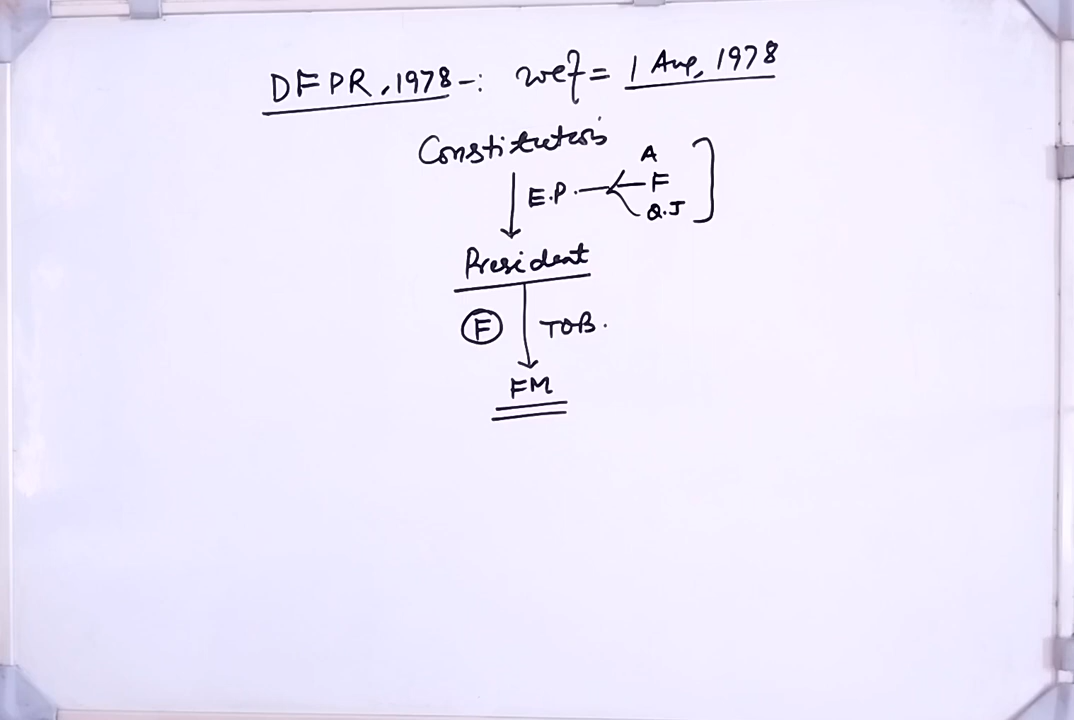 DFPR, 1978 -: wef = 1 Aug, 1978
Constitution
E.P. A
F
Q.J
President
F TOB.
FM